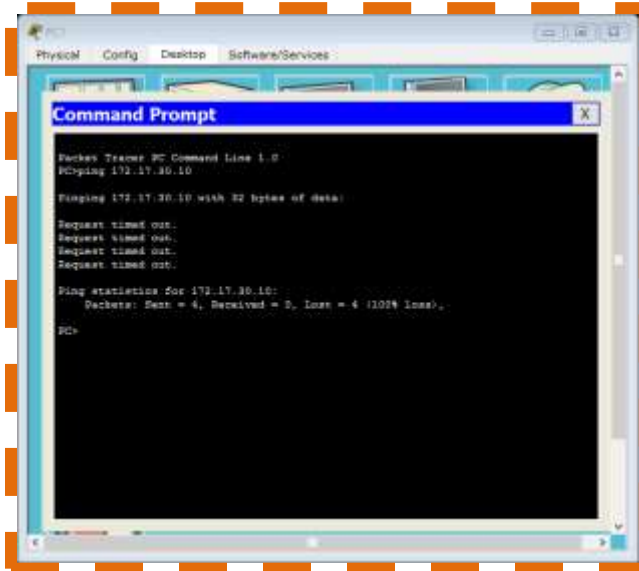 PC1
Physical Config Desktop Software/Services
Command Prompt
X
Packet Tracer PC Command Line 1.0
PC>ping 172.17.30.10
Pinging 172.17.30.10 with 32 bytes of data:
Request timed out.
Request timed out.
Request timed out.
Request timed out.
Ping statistics for 172.17.30.10:
Packets: Sent = 4, Received = 0, Lost = 4 (100% loss),
PC>